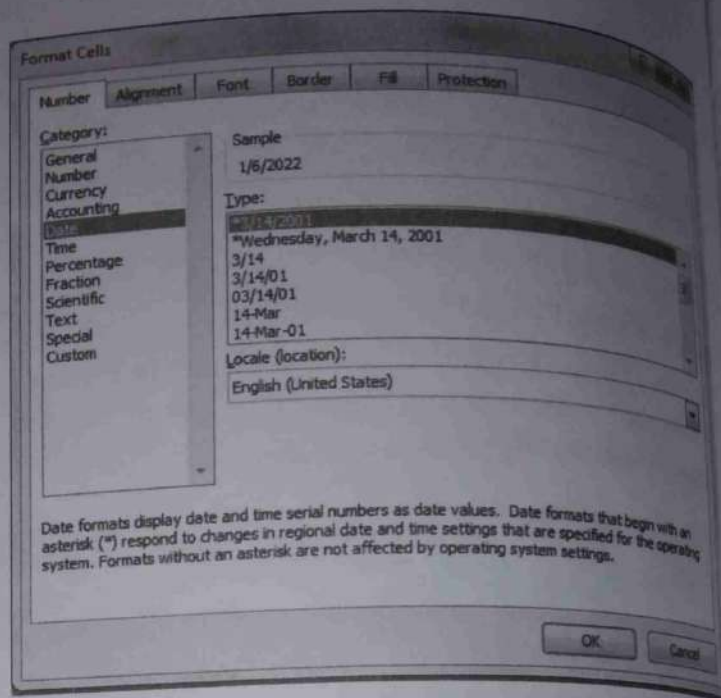 Format Cells
Number Alignment Font Border Fill Protection
Category:
General
Number
Currency
Accounting
Date
Time
Percentage
Fraction
Scientific
Text
Special
Custom
Sample
1/6/2022
Type:
*3/14/2001
*Wednesday, March 14, 2001
3/14
3/14/01
03/14/01
14-Mar
14-Mar-01
Locale (location):
English (United States)
Date formats display date and time serial numbers as date values. Date formats that begin with an
asterisk (*) respond to changes in regional date and time settings that are specified for the operating
system. Formats without an asterisk are not affected by operating system settings.
OK Cancel